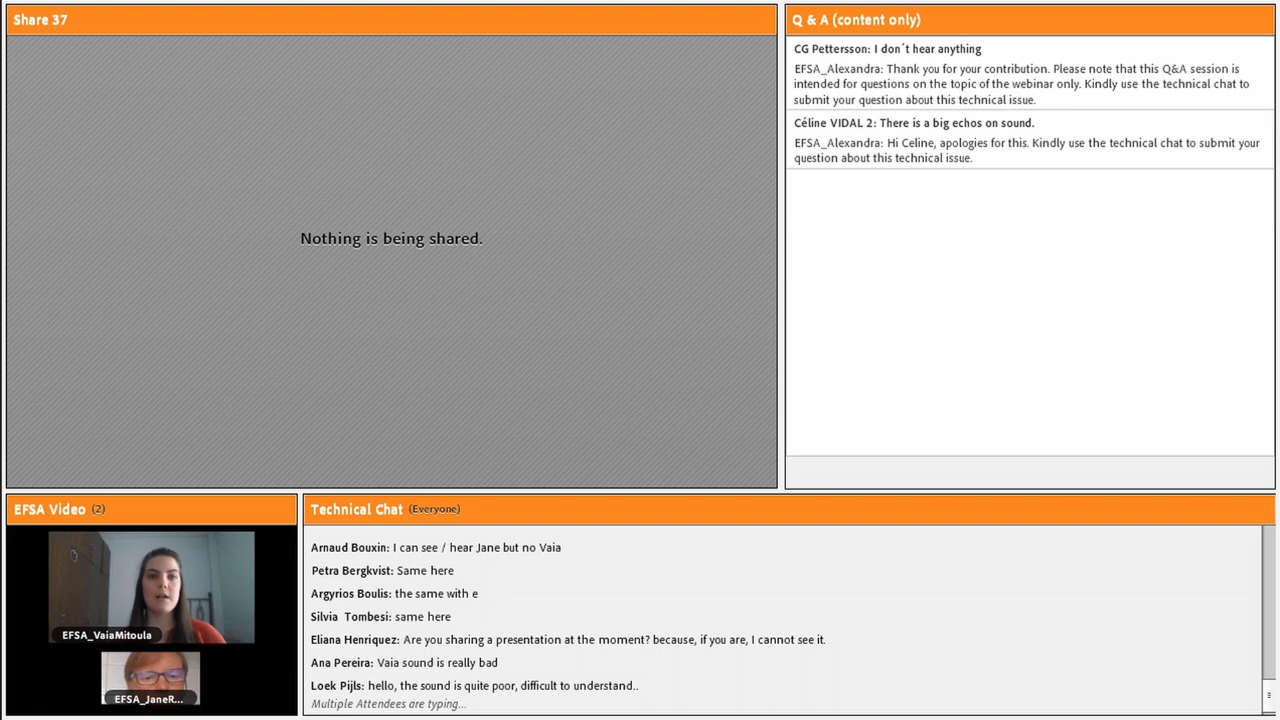 Share 37
Nothing is being shared.
Q & A (content only)
CG Pettersson: I don´t hear anything
EFSA_Alexandra: Thank you for your contribution. Please note that this Q&A session is
intended for questions on the topic of the webinar only. Kindly use the technical chat to
submit your question about this technical issue.
Céline VIDAL 2: There is a big echos on sound.
EFSA_Alexandra: Hi Celine, apologies for this. Kindly use the technical chat to submit your
question about this technical issue.
EFSA Video (2)
EFSA_VaiaMitoula
EFSA_JaneR...
Technical Chat (Everyone)
Arnaud Bouxin: I can see / hear Jane but no Vaia
Petra Bergkvist: Same here
Argyrios Boulis: the same with e
Silvia Tombesi: same here
Eliana Henriquez: Are you sharing a presentation at the moment? because, if you are, I cannot see it.
Ana Pereira: Vaia sound is really bad
Loek Pijls: hello, the sound is quite poor, difficult to understand..
Multiple Attendees are typing...